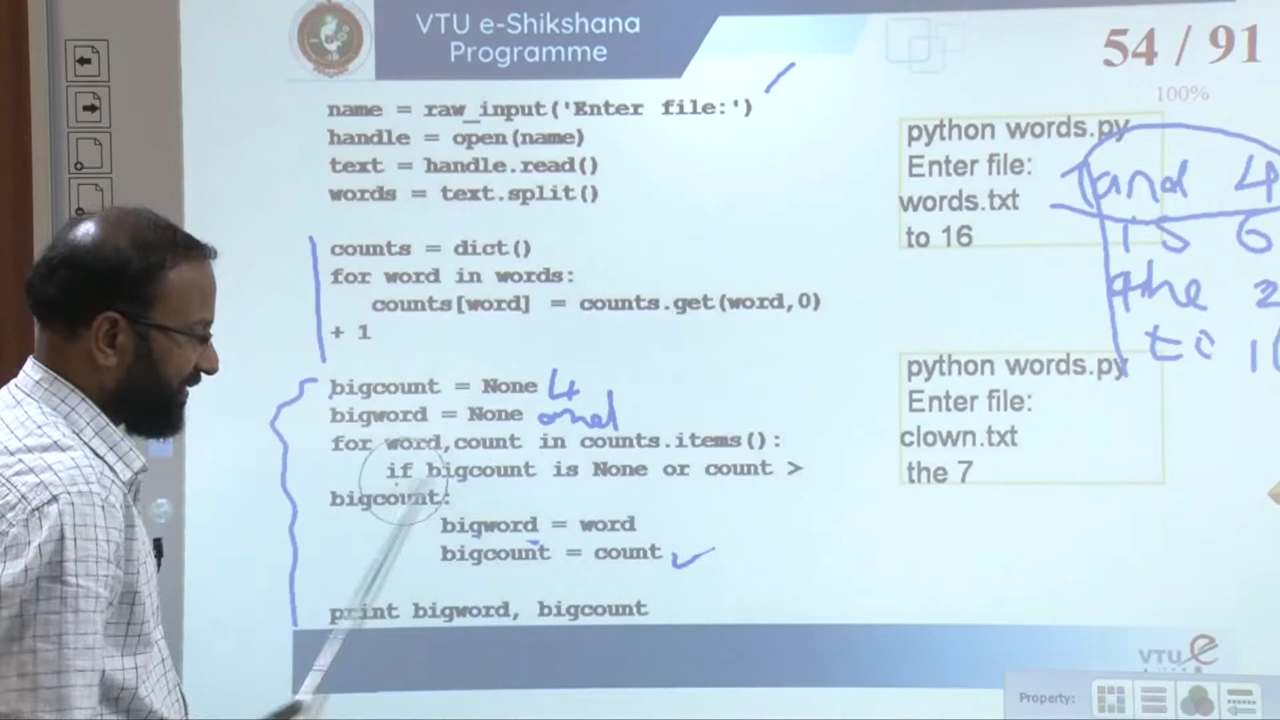 VTU e-Shikshana
Programme
54 / 91
100%
name = raw_input('Enter file:')
handle = open(name)
text = handle.read()
words = text.split()
counts = dict()
for word in words:
counts[word] = counts.get(word,0)
+ 1
bigcount = None 4
bigword = None and
for word,count in counts.items():
if bigcount is None or count >
bigcount:
bigword = word
bigcount = count
print bigword, bigcount
python words.py
Enter file:
words.txt
to 16
and 4
is 6
the 2
to
python words.py
Enter file:
clown.txt
the 7
VTU e
Property: